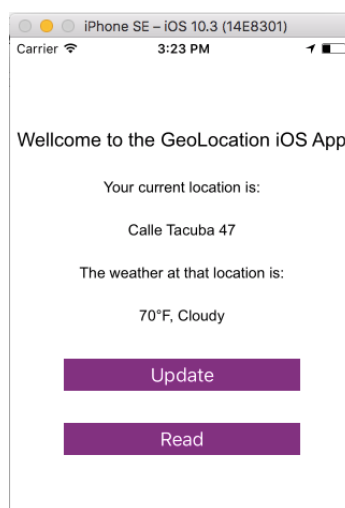 iPhone SE – iOS 10.3 (14E8301)
Carrier 3:23 PM
Wellcome to the GeoLocation iOS App
Your current location is:
Calle Tacuba 47
The weather at that location is:
70°F, Cloudy
Update
Read